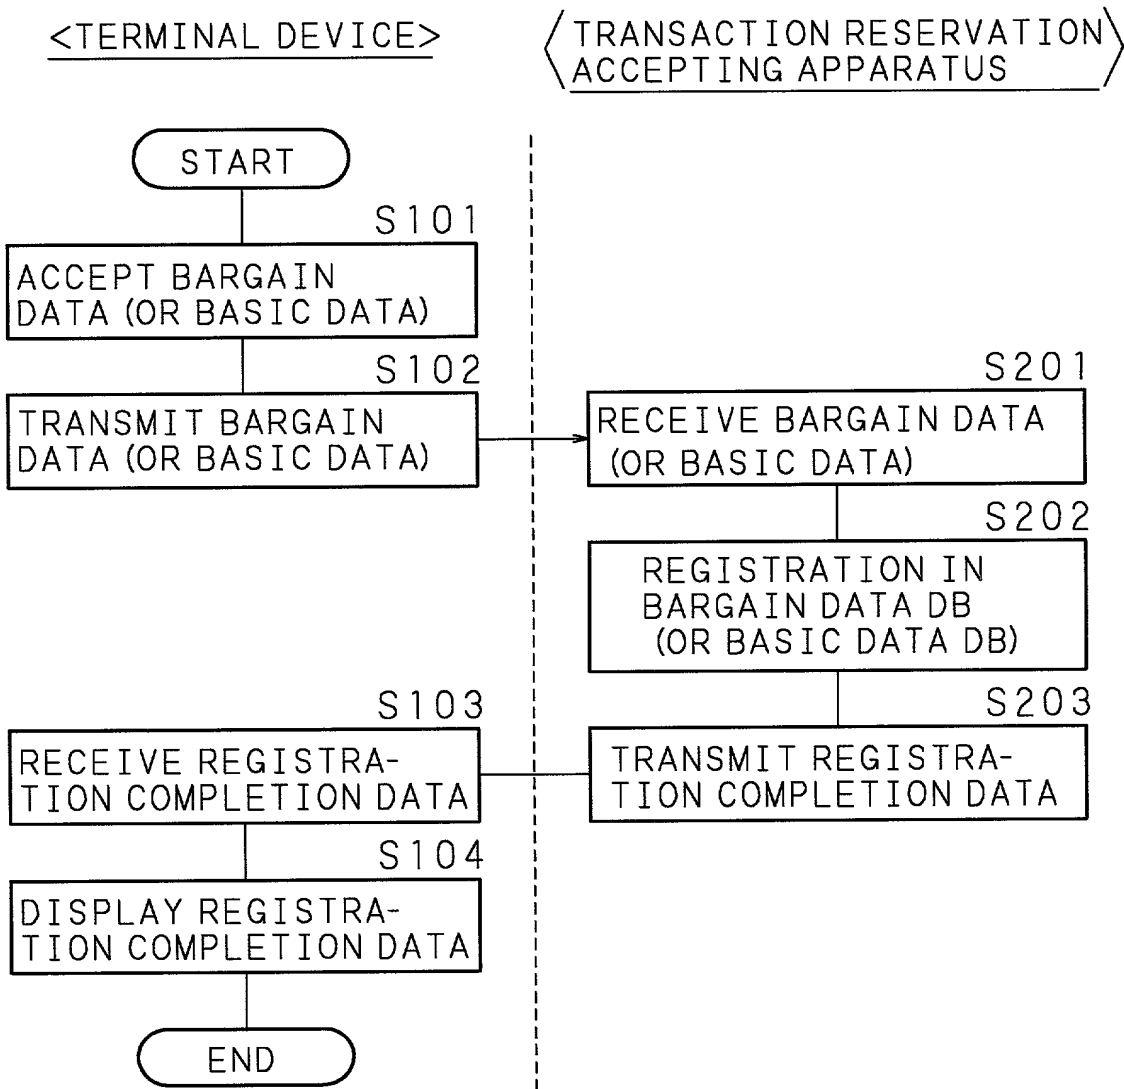 <TERMINAL DEVICE>
<TRANSACTION RESERVATION
ACCEPTING APPARATUS>
START
S101
ACCEPT BARGAIN
DATA (OR BASIC DATA)
S102
TRANSMIT BARGAIN
DATA (OR BASIC DATA)
S201
RECEIVE BARGAIN DATA
(OR BASIC DATA)
S202
REGISTRATION IN
BARGAIN DATA DB
(OR BASIC DATA DB)
S203
TRANSMIT REGISTRA-
TION COMPLETION DATA
S103
RECEIVE REGISTRA-
TION COMPLETION DATA
S104
DISPLAY REGISTRA-
TION COMPLETION DATA
END